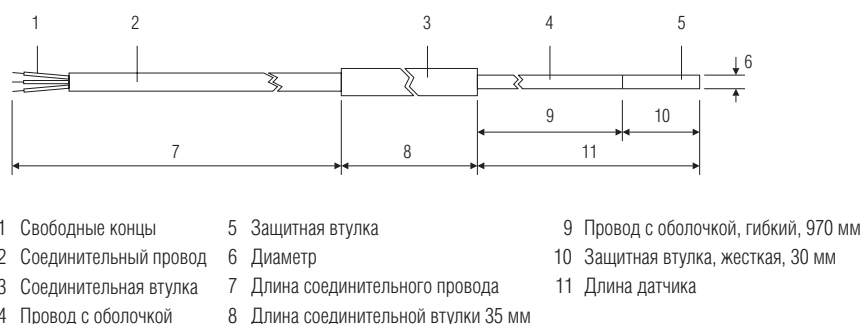 1 2 3 4 5
6
9 10
7 8 11
1 Свободные концы
2 Соединительный провод
3 Соединительная втулка
4 Провод с оболочкой
5 Защитная втулка
6 Диаметр
7 Длина соединительного провода
8 Длина соединительной втулки 35 мм
9 Провод с оболочкой, гибкий, 970 мм
10 Защитная втулка, жесткая, 30 мм
11 Длина датчика